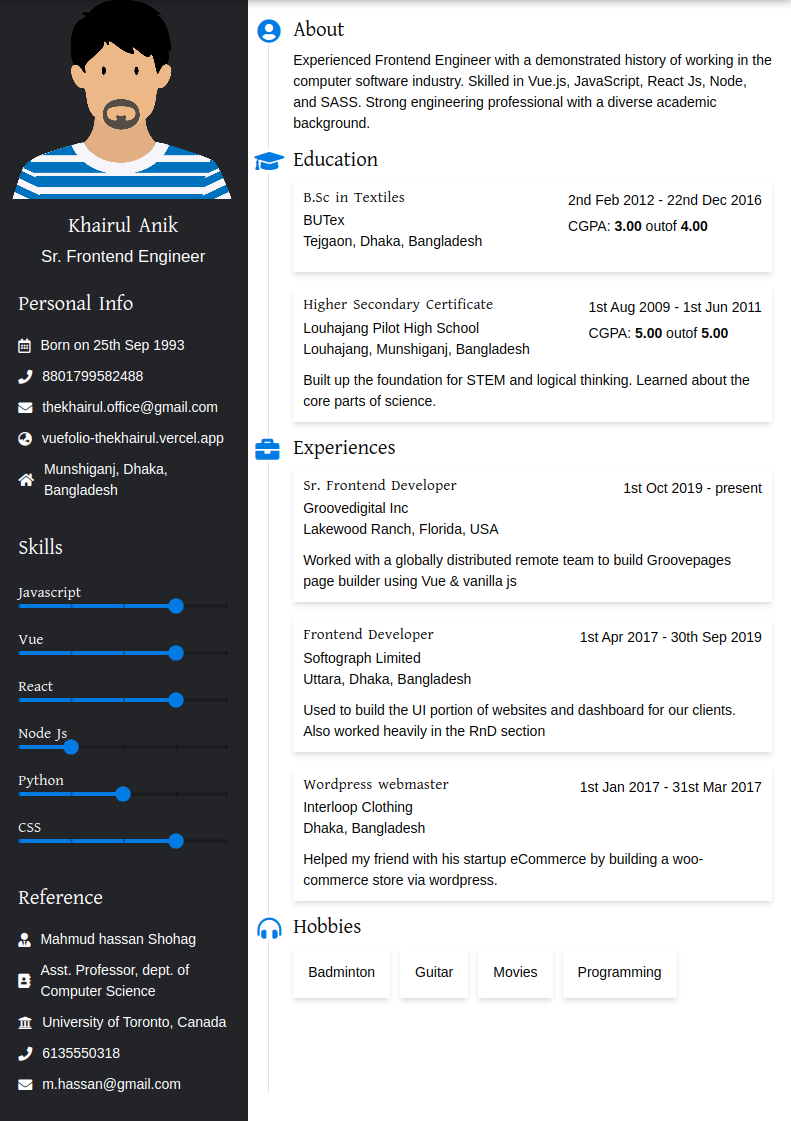 Khairul Anik
Sr. Frontend Engineer
Personal Info
Born on 25th Sep 1993
8801799582488
thekhairul.office@gmail.com
vuefolio-thekhairul.vercel.app
Munshiganj, Dhaka,
Bangladesh
Skills
Javascript
Vue
React
Node Js
Python
CSS
Reference
Mahmud hassan Shohag
Asst. Professor, dept. of
Computer Science
University of Toronto, Canada
6135550318
m.hassan@gmail.com
About
Experienced Frontend Engineer with a demonstrated history of working in the
computer software industry. Skilled in Vue.js, JavaScript, React Js, Node,
and SASS. Strong engineering professional with a diverse academic
background.
Education
B.Sc in Textiles
2nd Feb 2012 - 22nd Dec 2016
BUTex
CGPA: 3.00 outof 4.00
Tejgaon, Dhaka, Bangladesh
Higher Secondary Certificate
1st Aug 2009 - 1st Jun 2011
Louhajang Pilot High School
CGPA: 5.00 outof 5.00
Louhajang, Munshiganj, Bangladesh
Built up the foundation for STEM and logical thinking. Learned about the
core parts of science.
Experiences
Sr. Frontend Developer
1st Oct 2019 - present
Groovedigital Inc
Lakewood Ranch, Florida, USA
Worked with a globally distributed remote team to build Groovepages
page builder using Vue & vanilla js
Frontend Developer
1st Apr 2017 - 30th Sep 2019
Softograph Limited
Uttara, Dhaka, Bangladesh
Used to build the UI portion of websites and dashboard for our clients.
Also worked heavily in the RnD section
Wordpress webmaster
1st Jan 2017 - 31st Mar 2017
Interloop Clothing
Dhaka, Bangladesh
Helped my friend with his startup eCommerce by building a woo-
commerce store via wordpress.
Hobbies
Badminton
Guitar
Movies
Programming